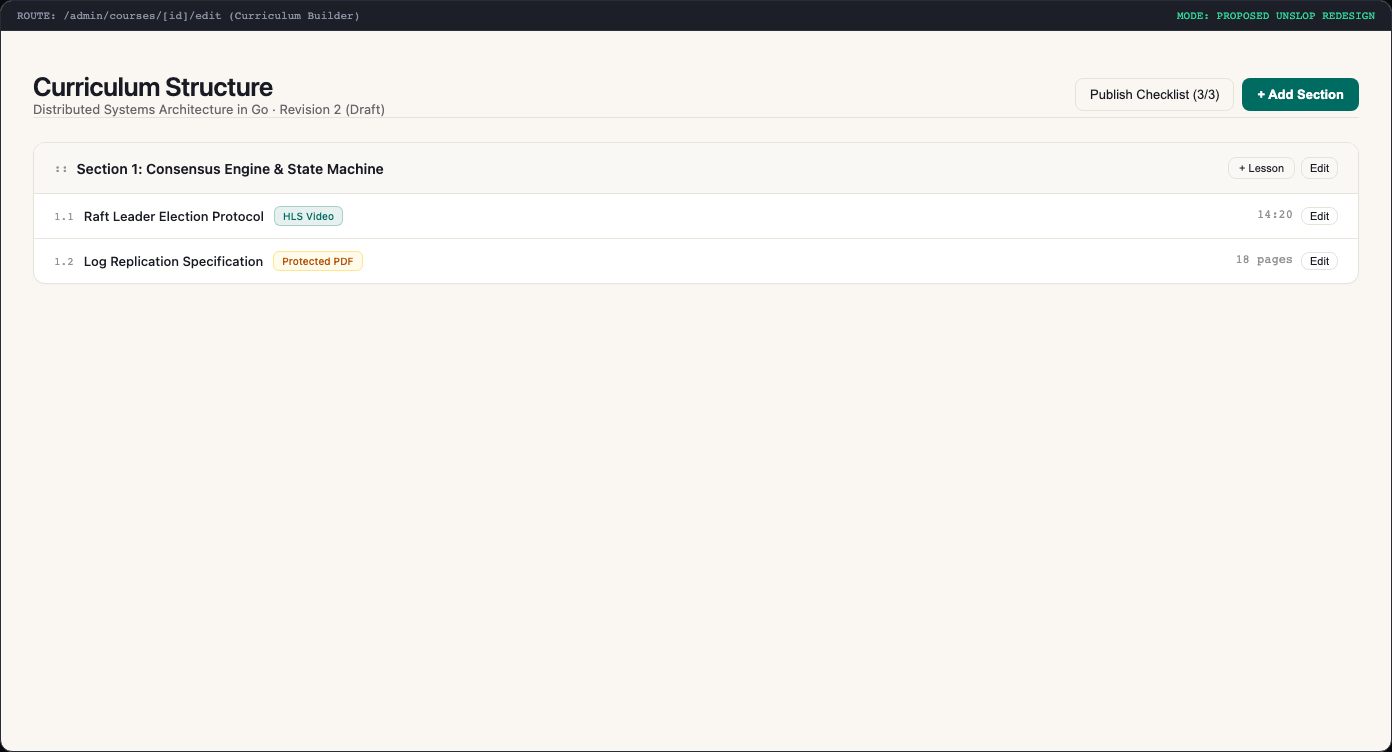 ROUTE: /admin/courses/[id]/edit (Curriculum Builder)
MODE: PROPOSED UNSLOP REDESIGN
Curriculum Structure
Distributed Systems Architecture in Go · Revision 2 (Draft)
Publish Checklist (3/3)
+ Add Section
:: Section 1: Consensus Engine & State Machine
+ Lesson
Edit
1.1 Raft Leader Election Protocol HLS Video
14:20 Edit
1.2 Log Replication Specification Protected PDF
18 pages Edit